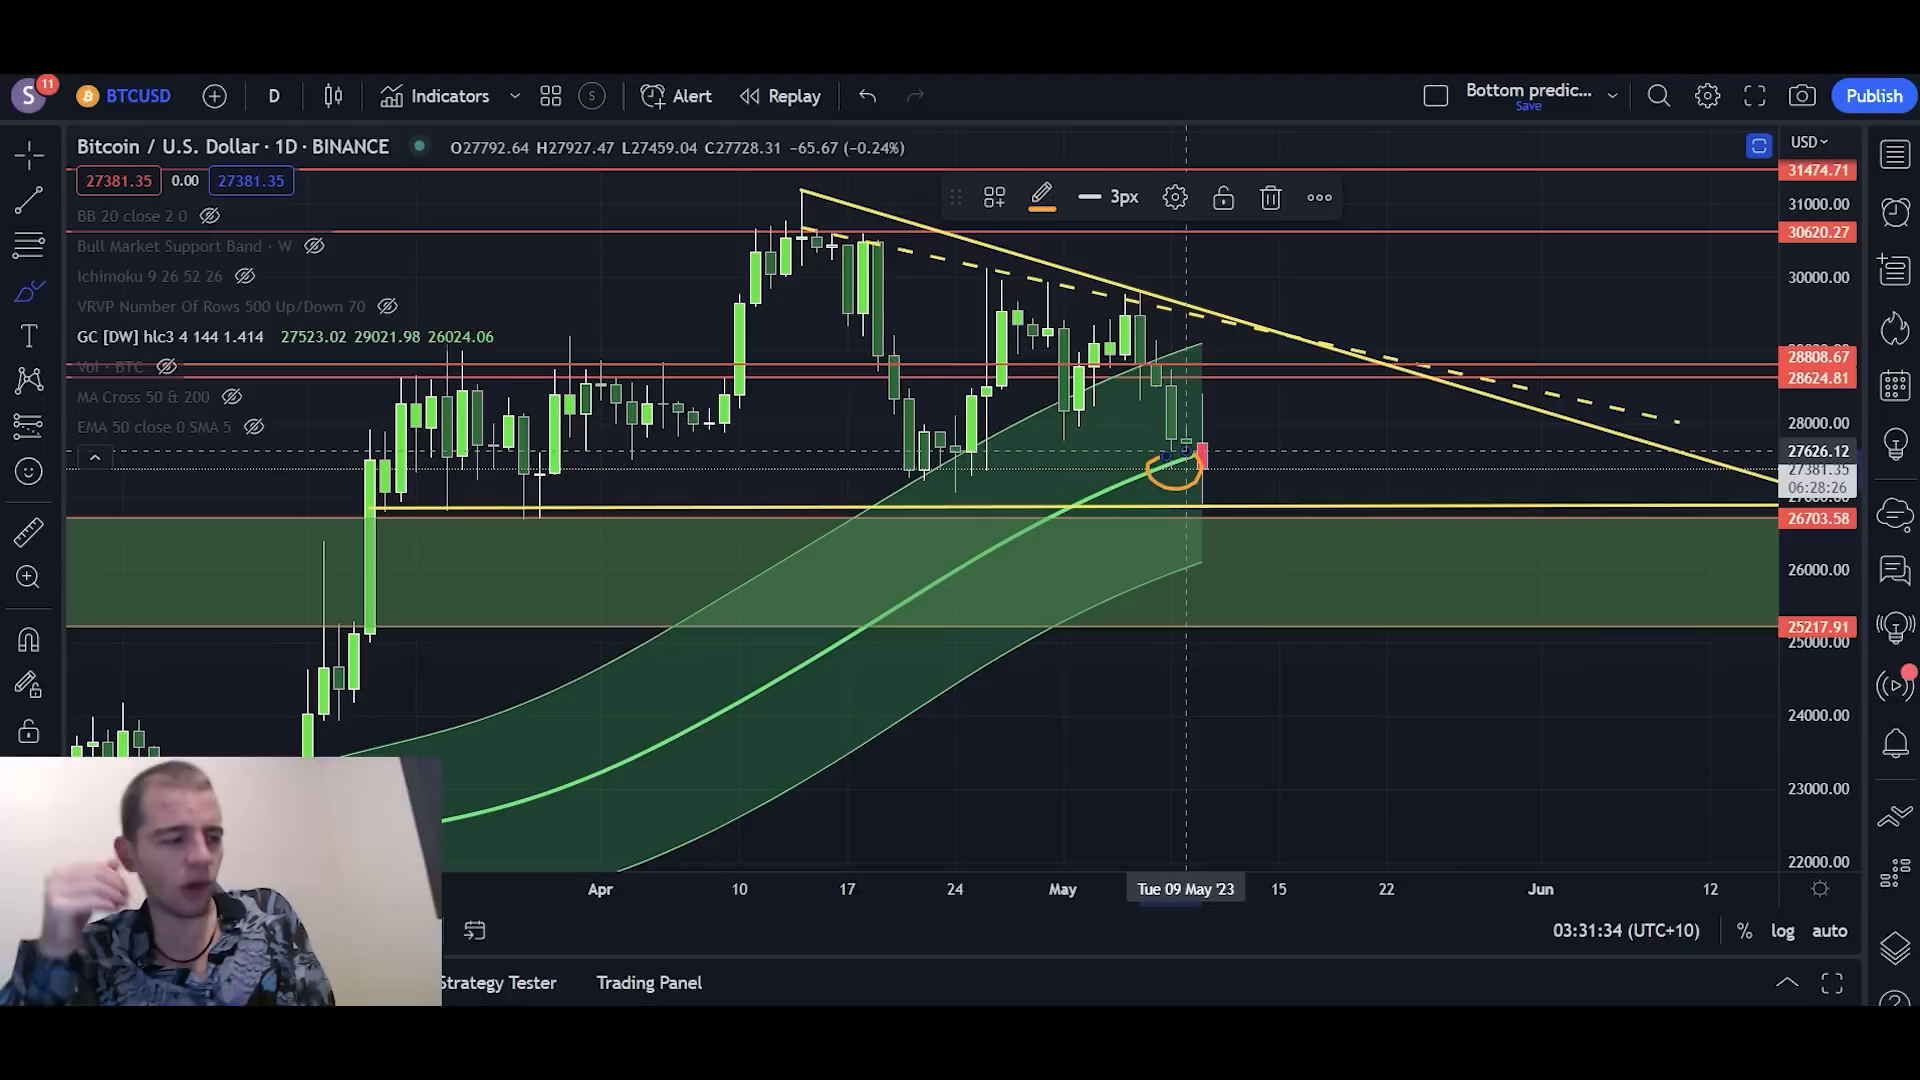 S 11 BTCUSD D Indicators S Alert Replay Bottom predic... Save Publish
Bitcoin / U.S. Dollar · 1D · BINANCE O27792.64 H27927.47 L27459.04 C27728.31 −65.67 (−0.24%)
27381.35 0.00 27381.35
BB 20 close 2 0
Bull Market Support Band · W
Ichimoku 9 26 52 26
VRVP Number Of Rows 500 Up/Down 70
GC [DW] hlc3 4 144 1.414 27523.02 29021.98 26024.06
Vol · BTC
MA Cross 50 & 200
EMA 50 close 0 SMA 5
3px
USD
31474.71
31000.00
30620.27
30000.00
28808.67
28624.81
28000.00
27626.12
27381.35
06:28:26
26703.58
26000.00
25217.91
25000.00
24000.00
23000.00
22000.00
Apr 10 17 24 May Tue 09 May '23 15 22 Jun 12
03:31:34 (UTC+10) % log auto
Strategy Tester Trading Panel